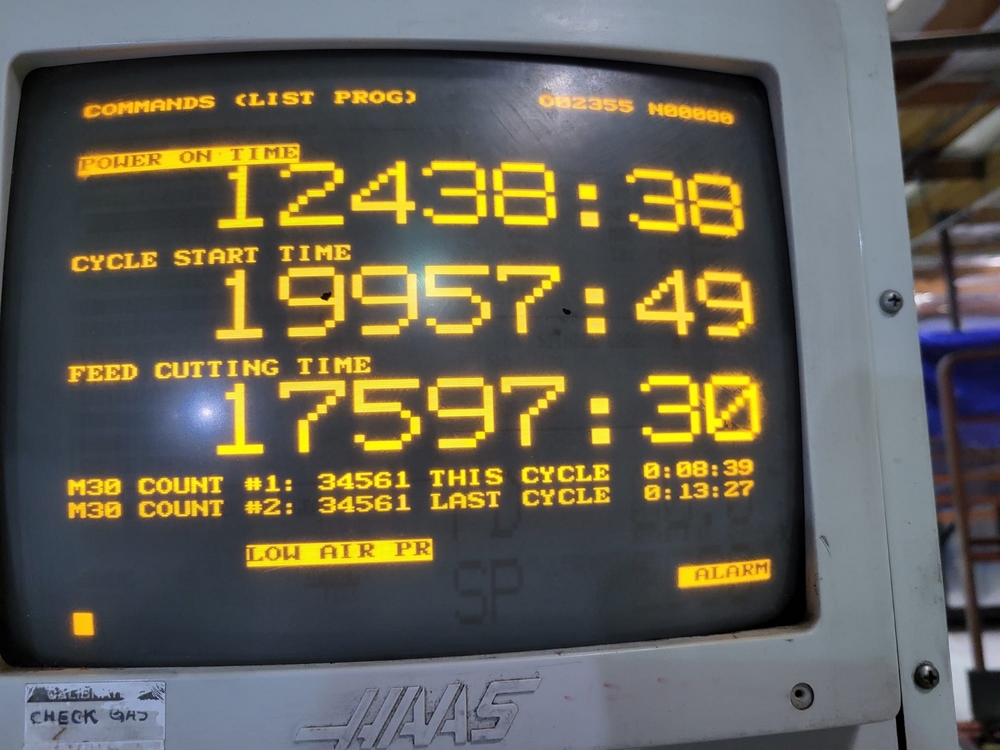 COMMANDS (LIST PROG) O02355 N00000
POWER ON TIME
12438:38
CYCLE START TIME
19957:49
FEED CUTTING TIME
17597:30
M30 COUNT #1: 34561 THIS CYCLE 0:08:39
M30 COUNT #2: 34561 LAST CYCLE 0:13:27
LOW AIR PR
ALARM
SP
CHECK
HAAS